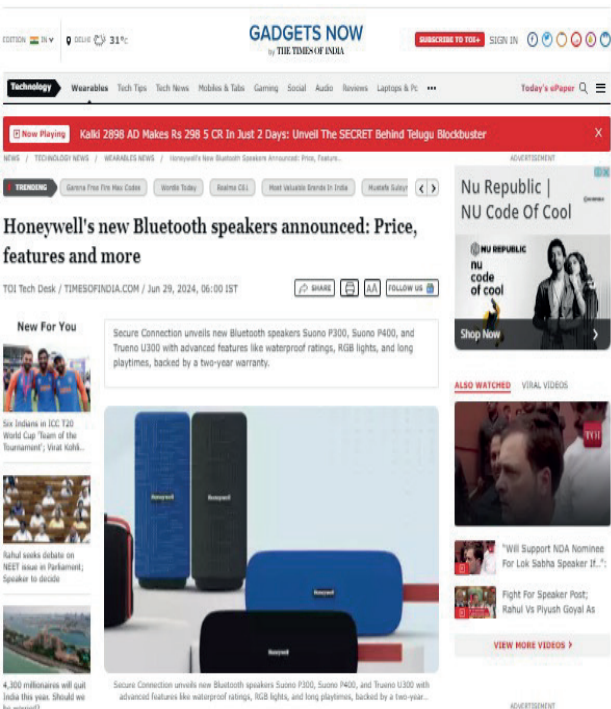 EDITION IN
DELHI 31°C
GADGETS NOW
by THE TIMES OF INDIA
SUBSCRIBE TO TOI+ SIGN IN
Technology Wearables Tech Tips Tech News Mobiles & Tabs Gaming Social Audio Reviews Laptops & Pc ••• Today's ePaper
Now Playing Kalki 2898 AD Makes Rs 298 5 CR In Just 2 Days: Unveil The SECRET Behind Telugu Blockbuster X
NEWS / TECHNOLOGY NEWS / WEARABLES NEWS / Honeywell's New Bluetooth Speakers Announced: Price, Feature..
TRENDING Garena Free Fire Max Codes Wordle Today Realme C61 Most Valuable Brands In India Mustafa
Honeywell's new Bluetooth speakers announced: Price,
features and more
TOI Tech Desk / TIMESOFINDIA.COM / Jun 29, 2024, 06:00 IST
SHARE AA FOLLOW US
New For You
Six Indians in ICC T20
World Cup 'Team of the
Tournament'; Virat Kohli..
Rahul seeks debate on
NEET issue in Parliament;
Speaker to decide
4,300 millionaires will quit
India this year. Should we
be worried?
Secure Connection unveils new Bluetooth speakers Suono P300, Suono P400, and
Trueno U300 with advanced features like waterproof ratings, RGB lights, and long
playtimes, backed by a two-year warranty.
Honeywell
Honeywell
Honeywell
Honeywell
Secure Connection unveils new Bluetooth speakers Suono P300, Suono P400, and Trueno U300 with
advanced features like waterproof ratings, RGB lights, and long playtimes, backed by a two-year...
ADVERTISEMENT
Nu Republic |
NU Code Of Cool
NU REPUBLIC
nu
code
of cool
Shop Now
ALSO WATCHED VIRAL VIDEOS
TOI
"Will Support NDA Nominee
For Lok Sabha Speaker If..":
Fight For Speaker Post;
Rahul Vs Piyush Goyal As
VIEW MORE VIDEOS
ADVERTISEMENT